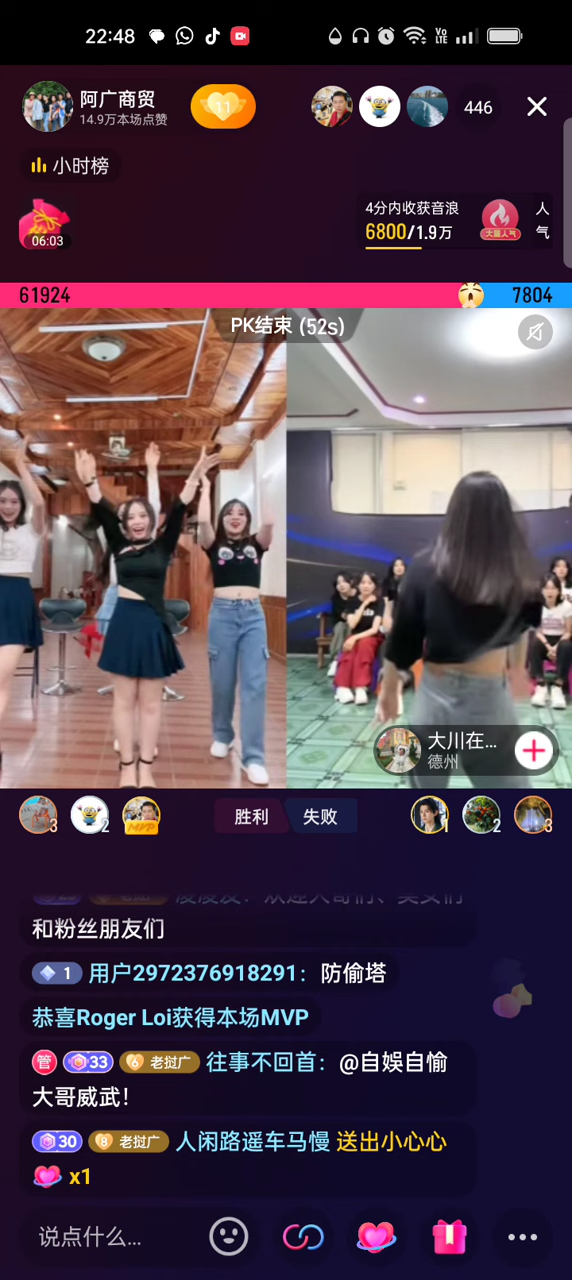 22:48
Yo LTE
阿广商贸
14.9万本场点赞
11
446
小时榜
06:03
4分内收获音浪
6800/1.9万
大展人气
人气
61924
7804
PK结束 (52s)
大川在...
德州
3
2
MVP
胜利
失败
1
2
3
和粉丝朋友们
1 用户2972376918291：防偷塔
恭喜Roger Loi获得本场MVP
管 33 6 老挝广 往事不回首：@自娱自愉
大哥威武！
30 8 老挝广 人闲路遥车马慢 送出小心心
x1
说点什么...